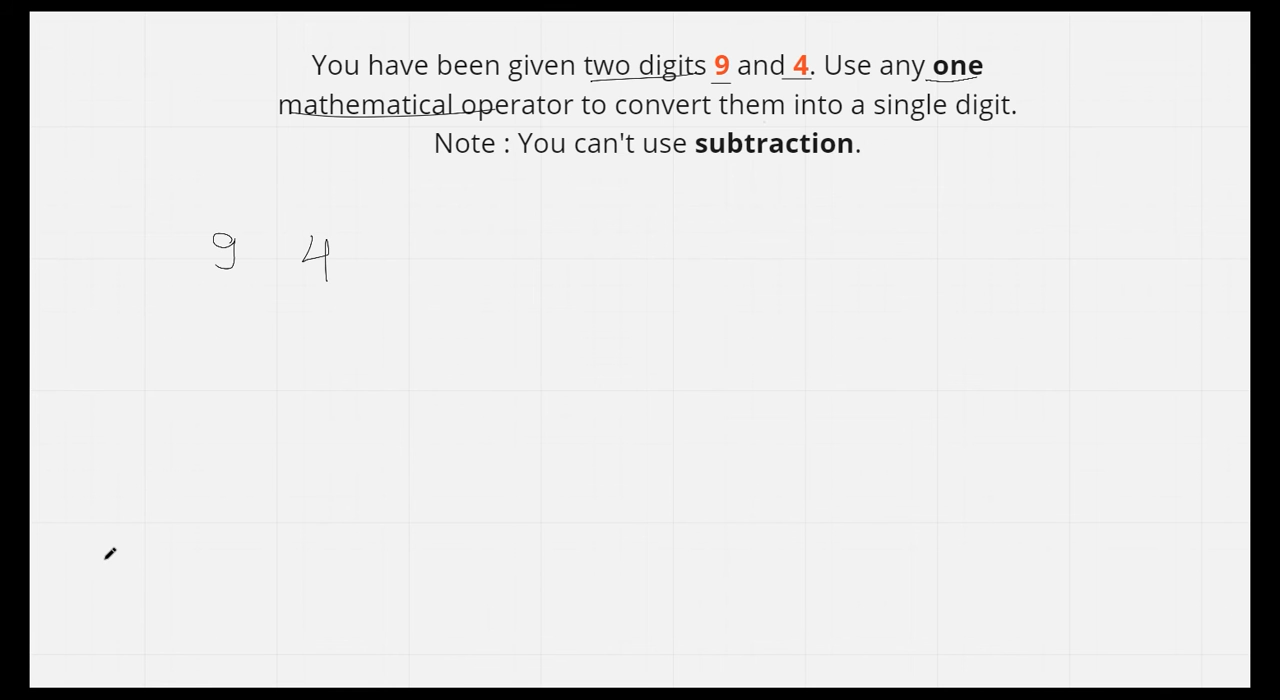 You have been given two digits 9 and 4. Use any one
mathematical operator to convert them into a single digit.
Note : You can't use subtraction.
9 4